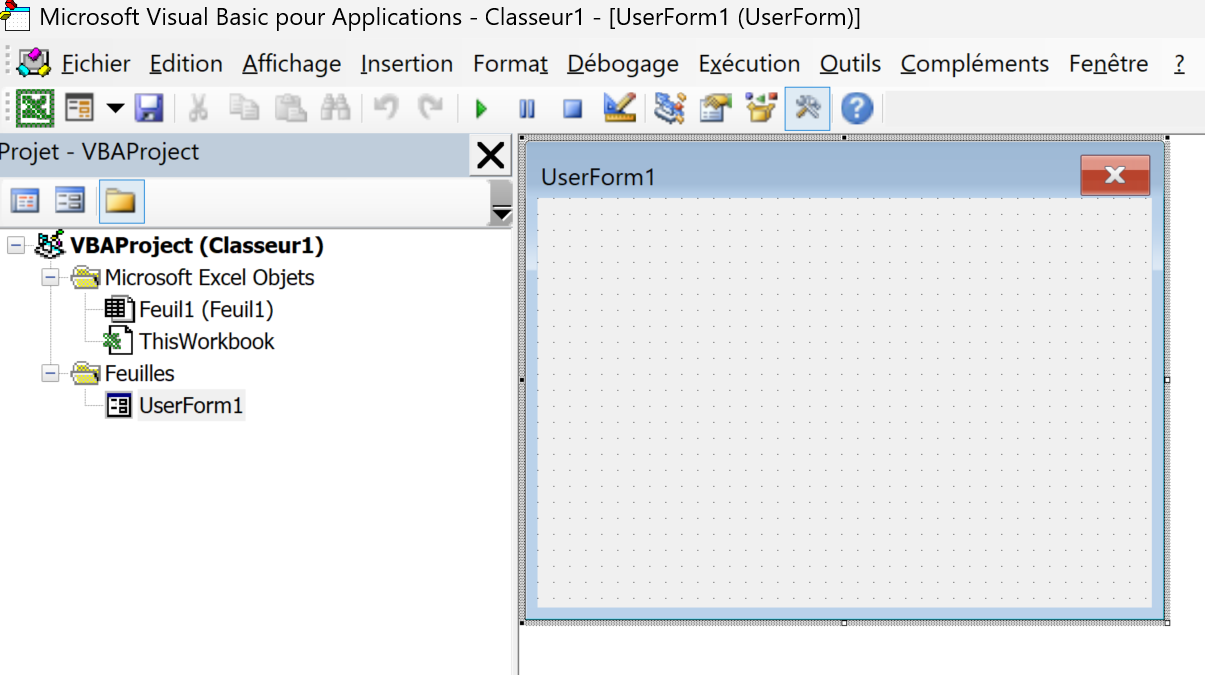 Microsoft Visual Basic pour Applications - Classeur1 - [UserForm1 (UserForm)]
Fichier Edition Affichage Insertion Format Débogage Exécution Outils Compléments Fenêtre ?
Projet - VBAProject
UserForm1
VBAProject (Classeur1)
Microsoft Excel Objets
Feuil1 (Feuil1)
ThisWorkbook
Feuilles
UserForm1